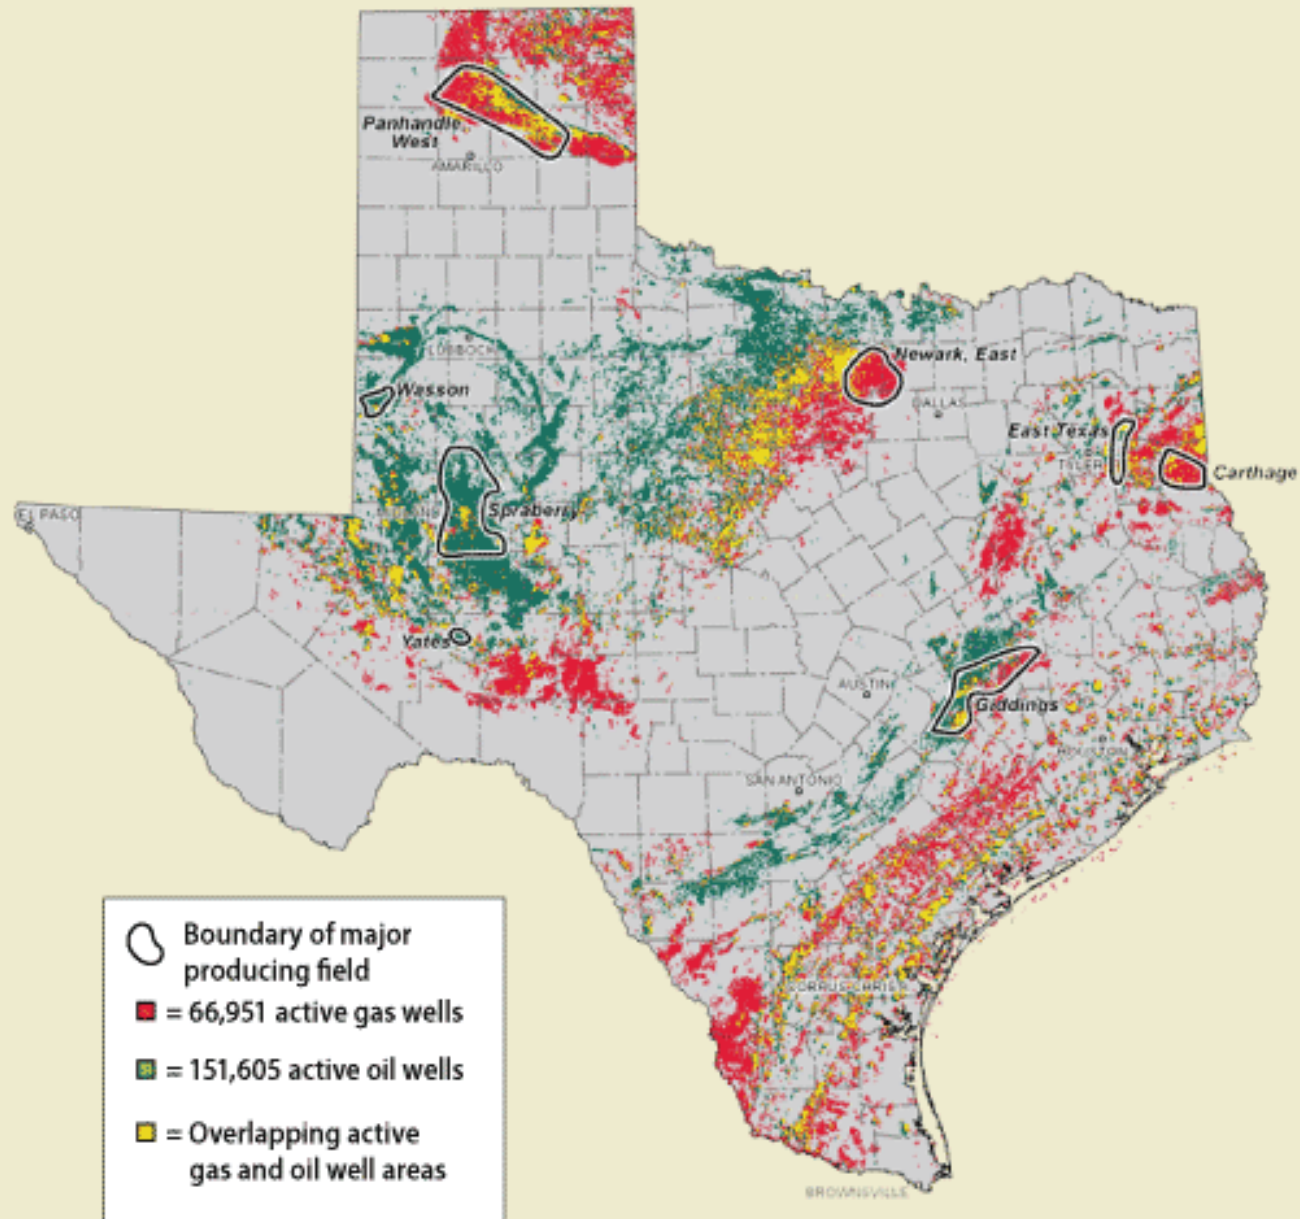 Panhandle,
West
AMARILLO
LUBBOCK
Newark, East
Wasson
DALLAS
East Texas
TYLER
Carthage
EL PASO
Spraberry
Yates
AUSTIN
Giddings
HOUSTON
SAN ANTONIO
CORPUS CHRISTI
BROWNSVILLE
Boundary of major
producing field
= 66,951 active gas wells
= 151,605 active oil wells
= Overlapping active
gas and oil well areas